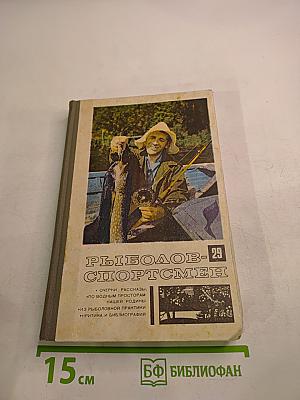 РЫБОЛОВ-
СПОРТСМЕН
29
• ОЧЕРКИ, РАССКАЗЫ
• ПО ВОДНЫМ ПРОСТОРАМ
НАШЕЙ РОДИНЫ
• ИЗ РЫБОЛОВНОЙ ПРАКТИКИ
• КРИТИКА И БИБЛИОГРАФИЯ
15 см
БФ БИБЛИОФАН